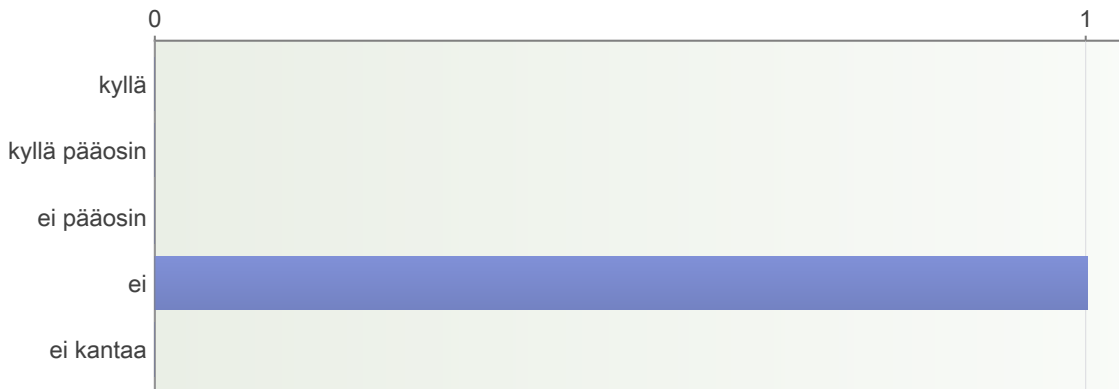 0 1
kyllä
kyllä pääosin
ei pääosin
ei
ei kantaa